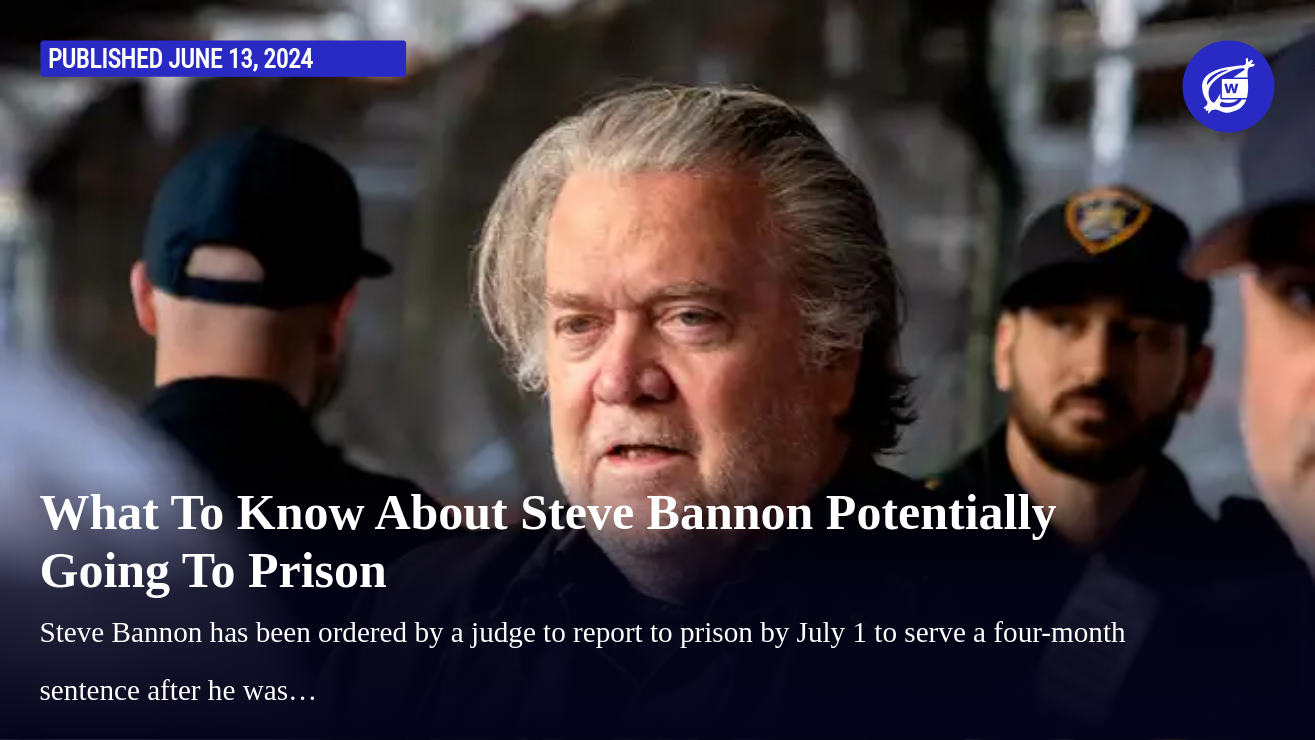 PUBLISHED JUNE 13, 2024
W
What To Know About Steve Bannon Potentially
Going To Prison
Steve Bannon has been ordered by a judge to report to prison by July 1 to serve a four-month
sentence after he was…